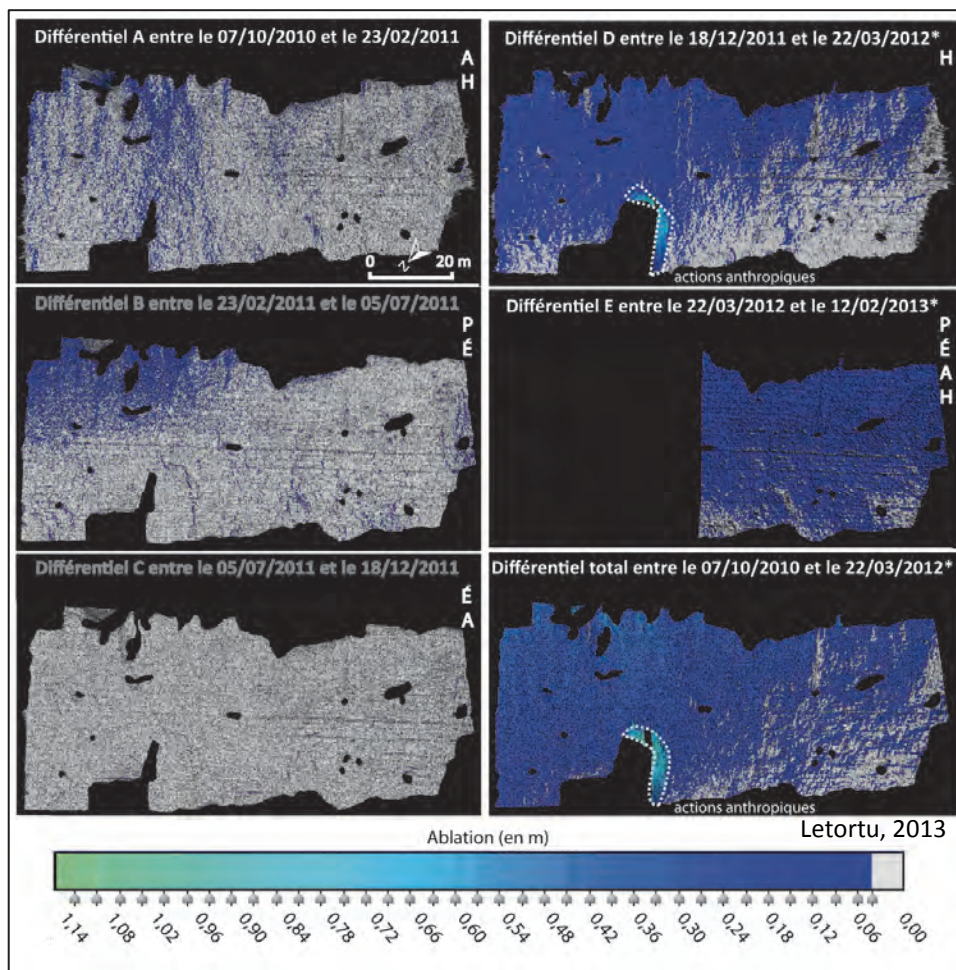 Différentiel A entre le 07/10/2010 et le 23/02/2011
A
H
0 20 m
N
Différentiel D entre le 18/12/2011 et le 22/03/2012*
H
actions anthropiques
Différentiel B entre le 23/02/2011 et le 05/07/2011
P
É
Différentiel E entre le 22/03/2012 et le 12/02/2013*
P
É
A
H
Différentiel C entre le 05/07/2011 et le 18/12/2011
É
A
Différentiel total entre le 07/10/2010 et le 22/03/2012*
actions anthropiques
Letortu, 2013
Ablation (en m)
1,14 1,08 1,02 0,96 0,90 0,84 0,78 0,72 0,66 0,60 0,54 0,48 0,42 0,36 0,30 0,24 0,18 0,12 0,06 0,00